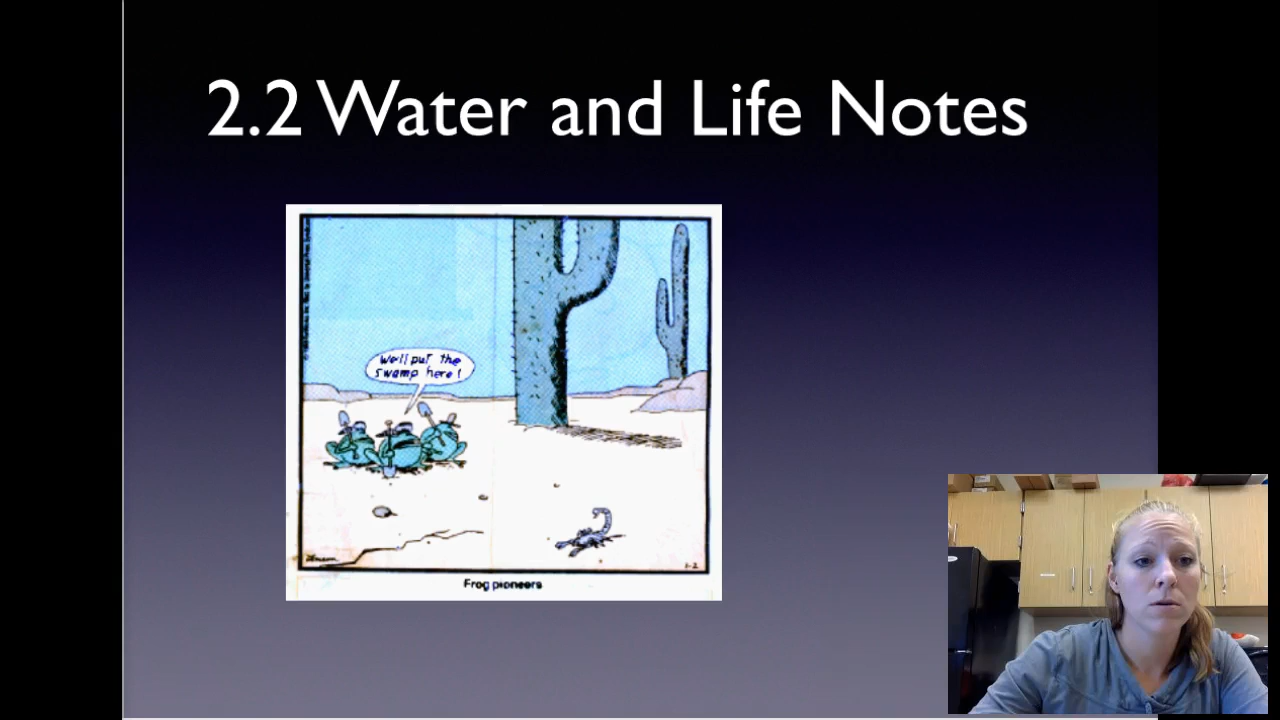 2.2 Water and Life Notes
We'll put the
swamp here!
Frog pioneers